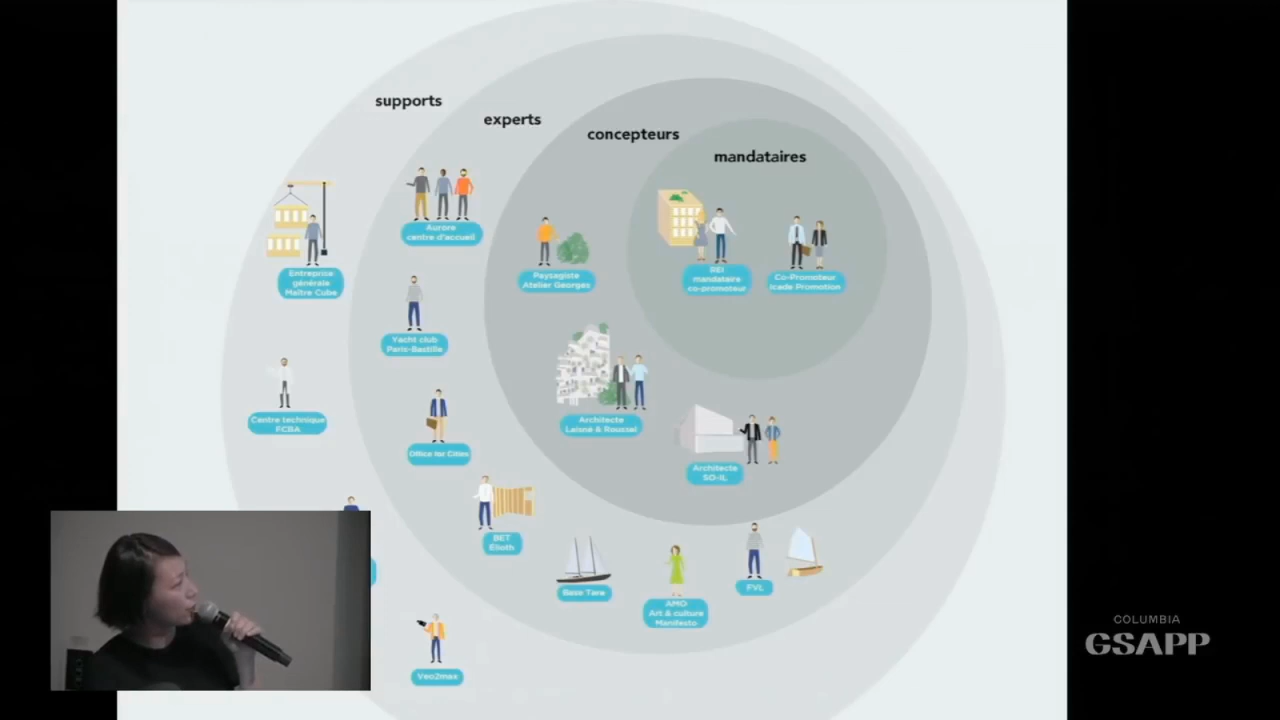 supports
experts
concepteurs
mandataires
Aurore
centre d'accueil
Entreprise
générale
Maître Cube
Paysagiste
Atelier Georges
REI
mandataire
co-promoteur
Co-Promoteur
Icade Promotion
Yacht club
Paris-Bastille
Centre technique
FCBA
Architecte
Laisné & Roussel
Office for Cities
Architecte
SO-IL
BET
Elioth
Base Tara
AMO
Art & culture
Manifesto
FVL
Veo2max
COLUMBIA
GSAPP